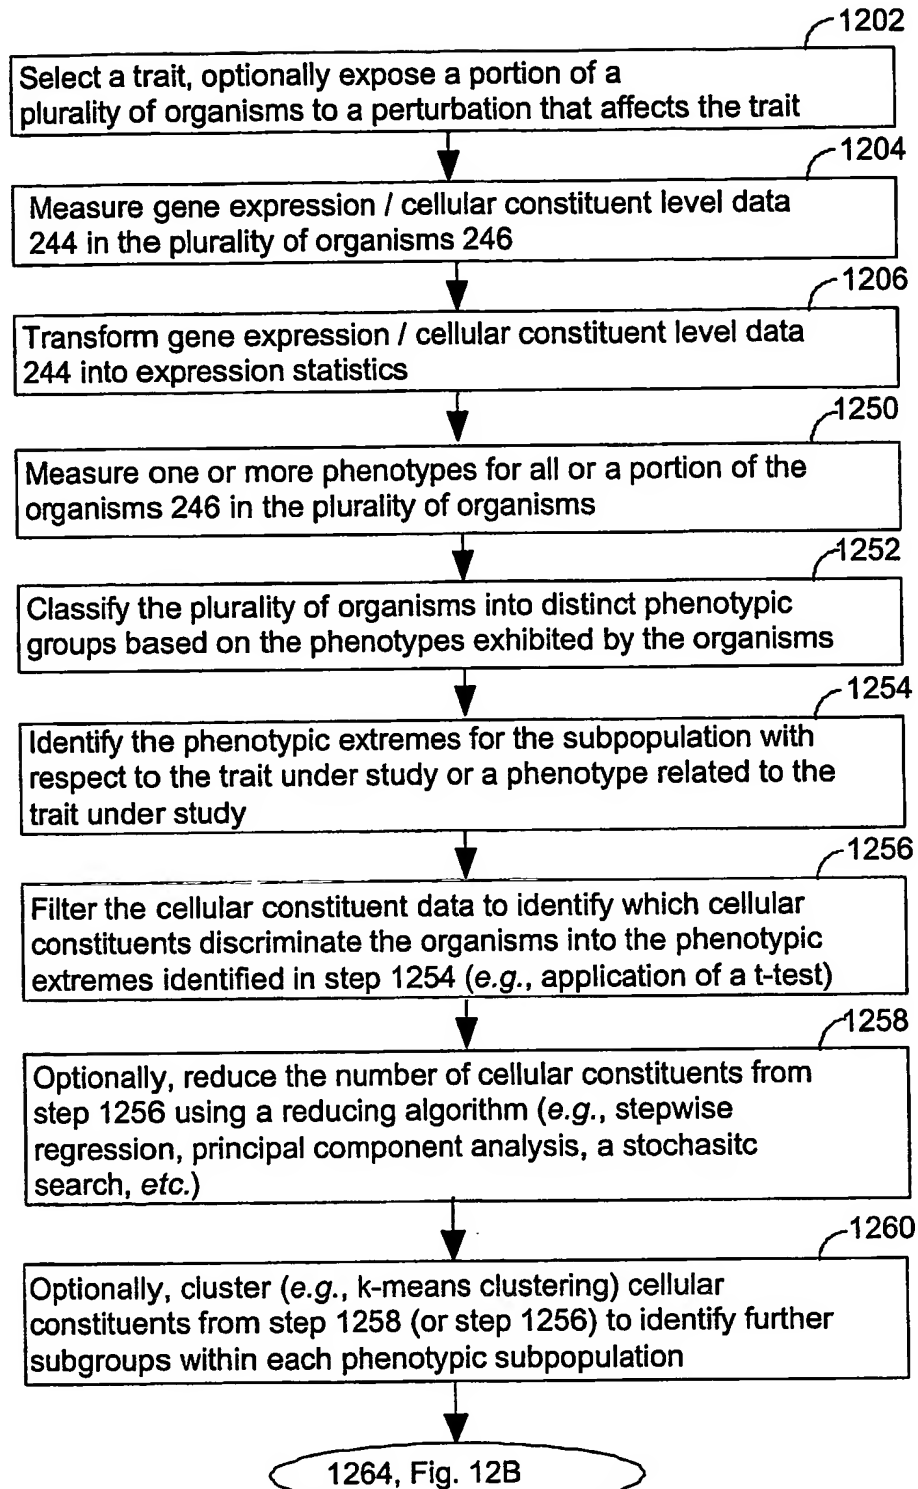 1202
Select a trait, optionally expose a portion of a
plurality of organisms to a perturbation that affects the trait
1204
Measure gene expression / cellular constituent level data
244 in the plurality of organisms 246
1206
Transform gene expression / cellular constituent level data
244 into expression statistics
1250
Measure one or more phenotypes for all or a portion of the
organisms 246 in the plurality of organisms
1252
Classify the plurality of organisms into distinct phenotypic
groups based on the phenotypes exhibited by the organisms
1254
Identify the phenotypic extremes for the subpopulation with
respect to the trait under study or a phenotype related to the
trait under study
1256
Filter the cellular constituent data to identify which cellular
constituents discriminate the organisms into the phenotypic
extremes identified in step 1254 (e.g., application of a t-test)
1258
Optionally, reduce the number of cellular constituents from
step 1256 using a reducing algorithm (e.g., stepwise
regression, principal component analysis, a stochasitc
search, etc.)
1260
Optionally, cluster (e.g., k-means clustering) cellular
constituents from step 1258 (or step 1256) to identify further
subgroups within each phenotypic subpopulation
1264, Fig. 12B